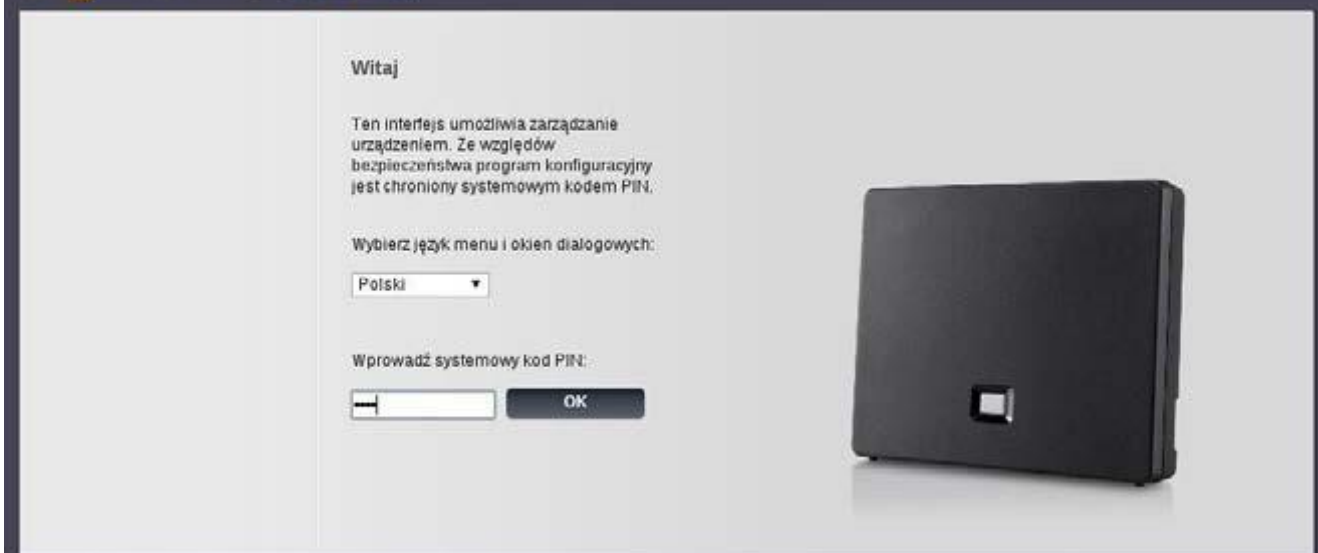 Witaj
Ten interfejs umożliwia zarządzanie
urządzeniem. Ze względów
bezpieczeństwa program konfiguracyjny
jest chroniony systemowym kodem PIN.
Wybierz język menu i okien dialogowych:
Polski
Wprowadź systemowy kod PIN:
OK